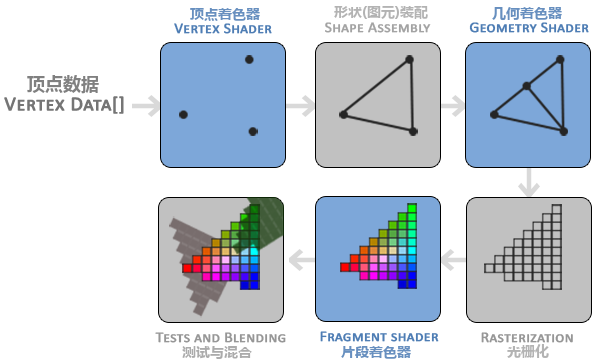 顶点着色器
VERTEX SHADER
形状(图元)装配
SHAPE ASSEMBLY
几何着色器
GEOMETRY SHADER
顶点数据
VERTEX DATA[]
TESTS AND BLENDING
测试与混合
FRAGMENT SHADER
片段着色器
RASTERIZATION
光栅化